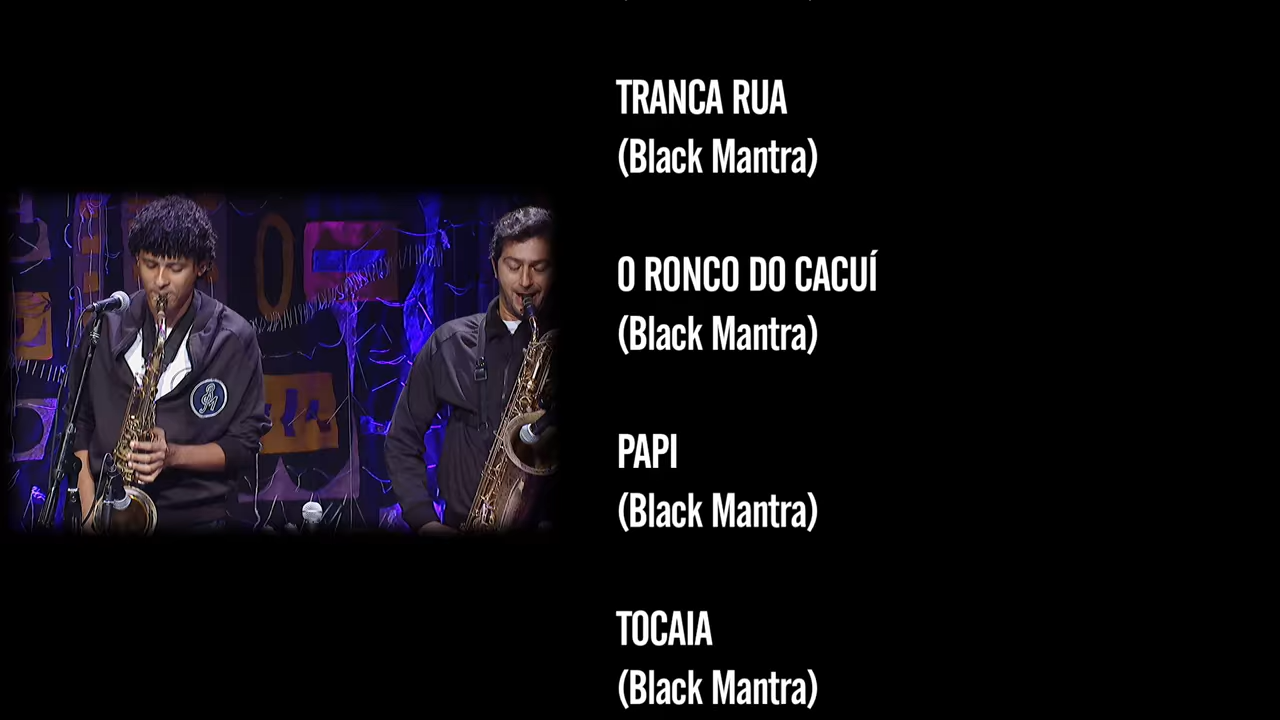 TRANCA RUA
(Black Mantra)
O RONCO DO CACUÍ
(Black Mantra)
PAPI
(Black Mantra)
TOCAIA
(Black Mantra)